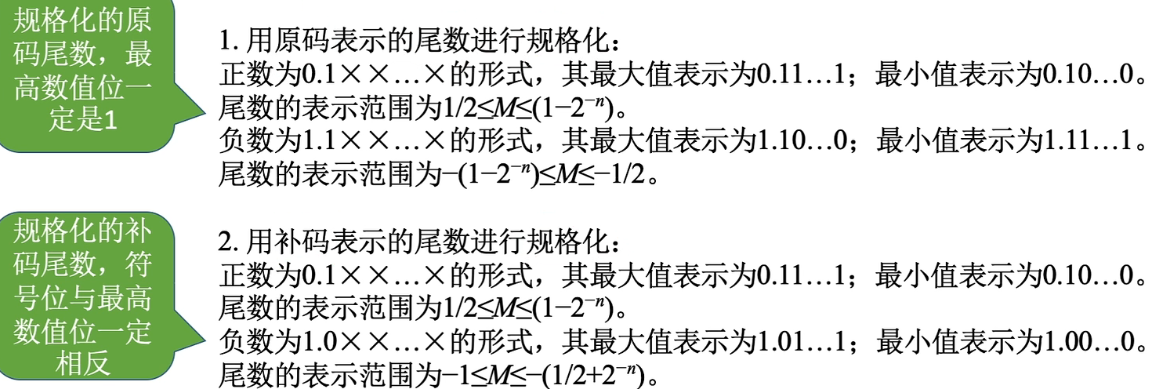 规格化的原
码尾数，最
高数值位一
定是1
1. 用原码表示的尾数进行规格化：
正数为0.1××…×的形式，其最大值表示为0.11…1；最小值表示为0.10…0。
尾数的表示范围为1/2≤M≤(1−2⁻ⁿ)。
负数为1.1××…×的形式，其最大值表示为1.10…0；最小值表示为1.11…1。
尾数的表示范围为−(1−2⁻ⁿ)≤M≤−1/2。
规格化的补
码尾数，符
号位与最高
数值位一定
相反
2. 用补码表示的尾数进行规格化：
正数为0.1××…×的形式，其最大值表示为0.11…1；最小值表示为0.10…0。
尾数的表示范围为1/2≤M≤(1−2⁻ⁿ)。
负数为1.0××…×的形式，其最大值表示为1.01…1；最小值表示为1.00…0。
尾数的表示范围为−1≤M≤−(1/2+2⁻ⁿ)。